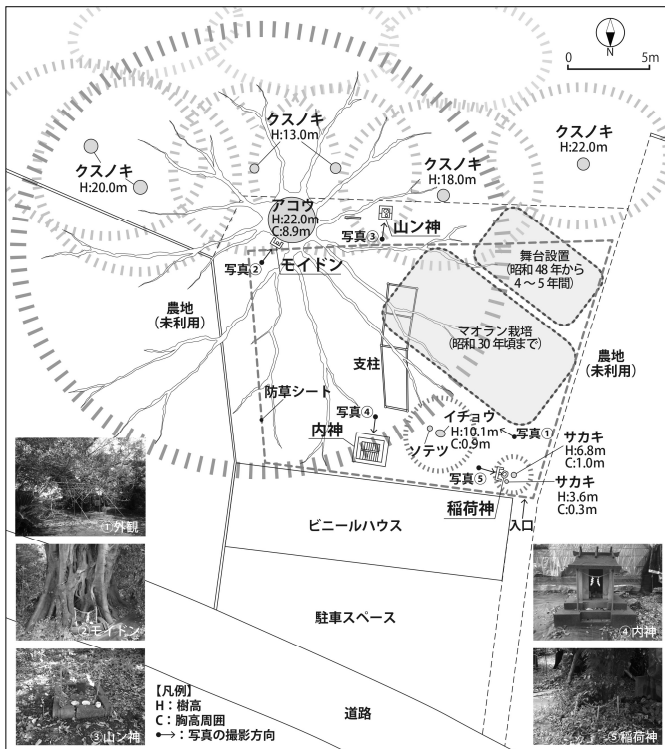 N
0 5m
クスノキ
H:13.0m
クスノキ
H:20.0m
クスノキ
H:18.0m
クスノキ
H:22.0m
アコウ
H:22.0m
C:8.9m
山ン神
写真③
写真②
モイドン
舞台設置
(昭和 48 年から
4 ～ 5 年間)
マオラン栽培
(昭和 30 年頃まで)
農地
(未利用)
農地
(未利用)
支柱
防草シート
写真④
内神
イチョウ
H:10.1m
C:0.9m
ソテツ
写真①
サカキ
H:6.8m
C:1.0m
写真⑤
サカキ
H:3.6m
C:0.3m
稲荷神
入口
ビニールハウス
駐車スペース
道路
①外観
②モイドン
③山ン神
④内神
⑤稲荷神
【凡例】
H：樹高
C：胸高周囲
●→：写真の撮影方向